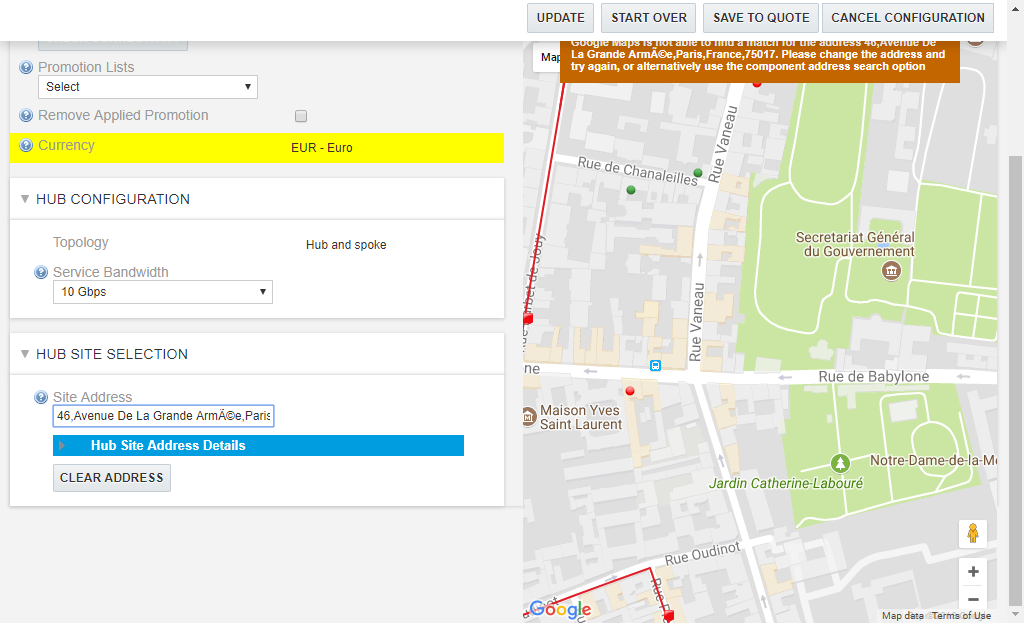 UPDATE
START OVER
SAVE TO QUOTE
CANCEL CONFIGURATION
Promotion Lists
Select
Remove Applied Promotion
Currency
EUR - Euro
HUB CONFIGURATION
Topology
Hub and spoke
Service Bandwidth
10 Gbps
HUB SITE SELECTION
Site Address
46,Avenue De La Grande ArmÃ©e,Paris
Hub Site Address Details
CLEAR ADDRESS
Map
Google Maps is not able to find a match for the address 46,Avenue De
La Grande ArmÃ©e,Paris,France,75017. Please change the address and
try again, or alternatively use the component address search option
Rue Vaneau
Rue de Chanaleilles
Secretariat Général
du Gouvernement
Rue Vaneau
ne
Rue de Babylone
Maison Yves
Saint Laurent
Notre-Dame-de-la-Mé
Jardin Catherine-Labouré
Rue Oudinot
Google
Map data
Terms of Use